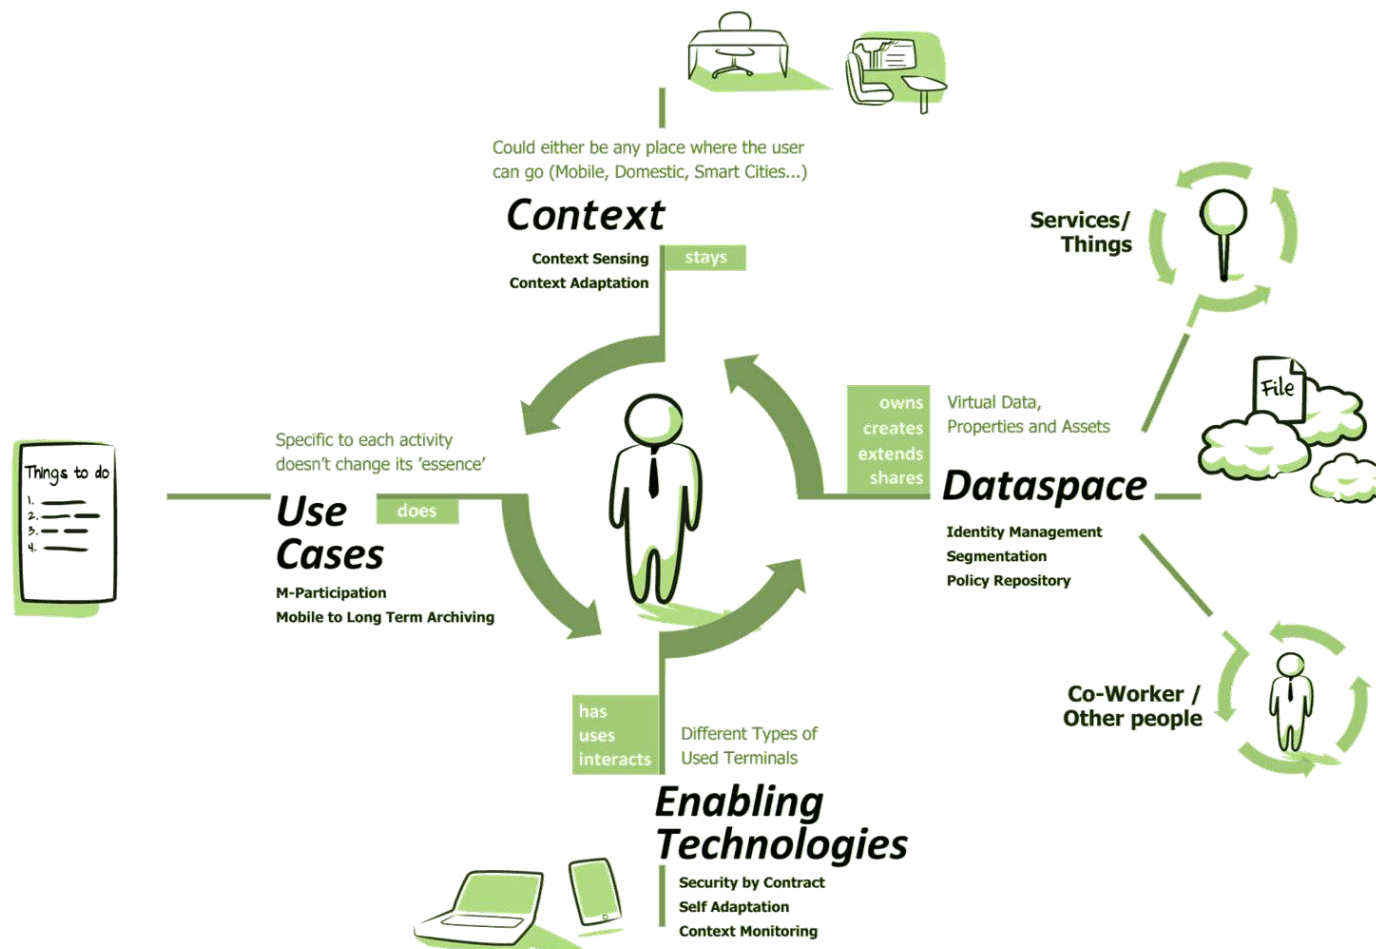 Could either be any place where the user
can go (Mobile, Domestic, Smart Cities...)
Context
Context Sensing
Context Adaptation
stays
Services/
Things
File
owns
creates
extends
shares
Virtual Data,
Properties and Assets
Dataspace
Identity Management
Segmentation
Policy Repository
Things to do
1.
2.
3.
4.
Specific to each activity
doesn't change its 'essence'
Use
Cases
does
M-Participation
Mobile to Long Term Archiving
Co-Worker /
Other people
has
uses
interacts
Different Types of
Used Terminals
Enabling
Technologies
Security by Contract
Self Adaptation
Context Monitoring